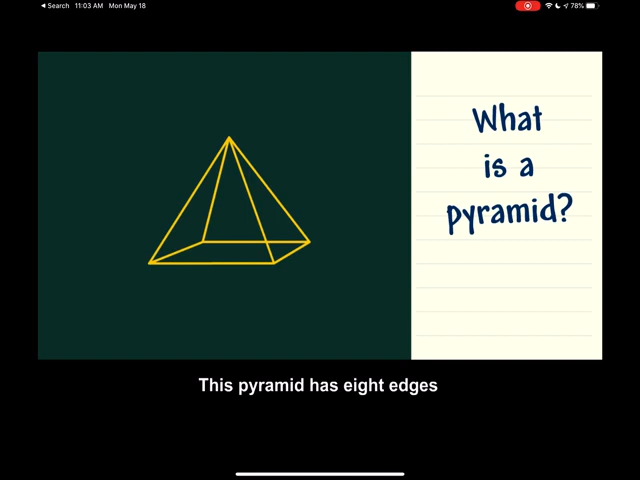 ◀ Search 11:03 AM Mon May 18
78%
What
is a
pyramid?
This pyramid has eight edges